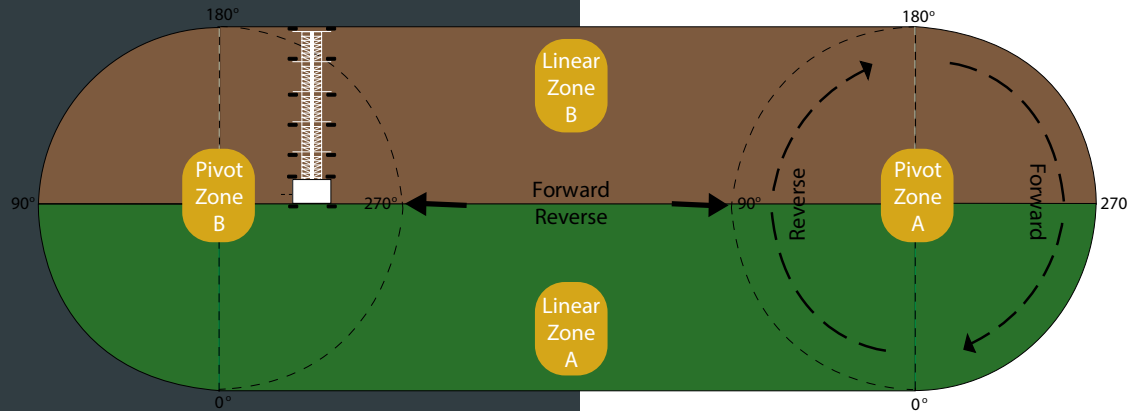 180°
180°
Linear
Zone
B
Pivot
Zone
B
Pivot
Zone
A
Reverse
Forward
90°
270°
Forward
Reverse
90°
270
Linear
Zone
A
0°
0°